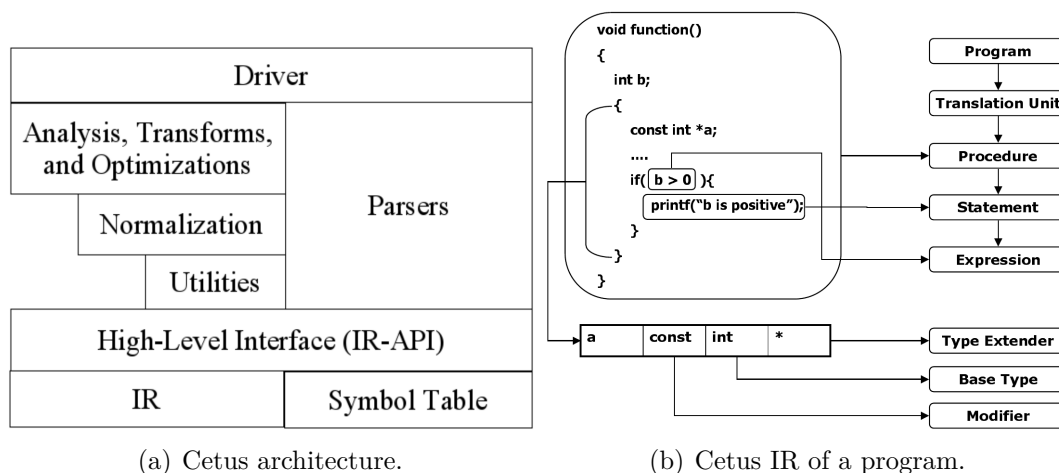 Driver
Analysis, Transforms,
and Optimizations
Parsers
Normalization
Utilities
High-Level Interface (IR-API)
IR
Symbol Table
(a) Cetus architecture.
void function()
{
int b;
{
const int *a;
....
if( b > 0 ){
printf("b is positive");
}
}
}
a const int *
Program
Translation Unit
Procedure
Statement
Expression
Type Extender
Base Type
Modifier
(b) Cetus IR of a program.